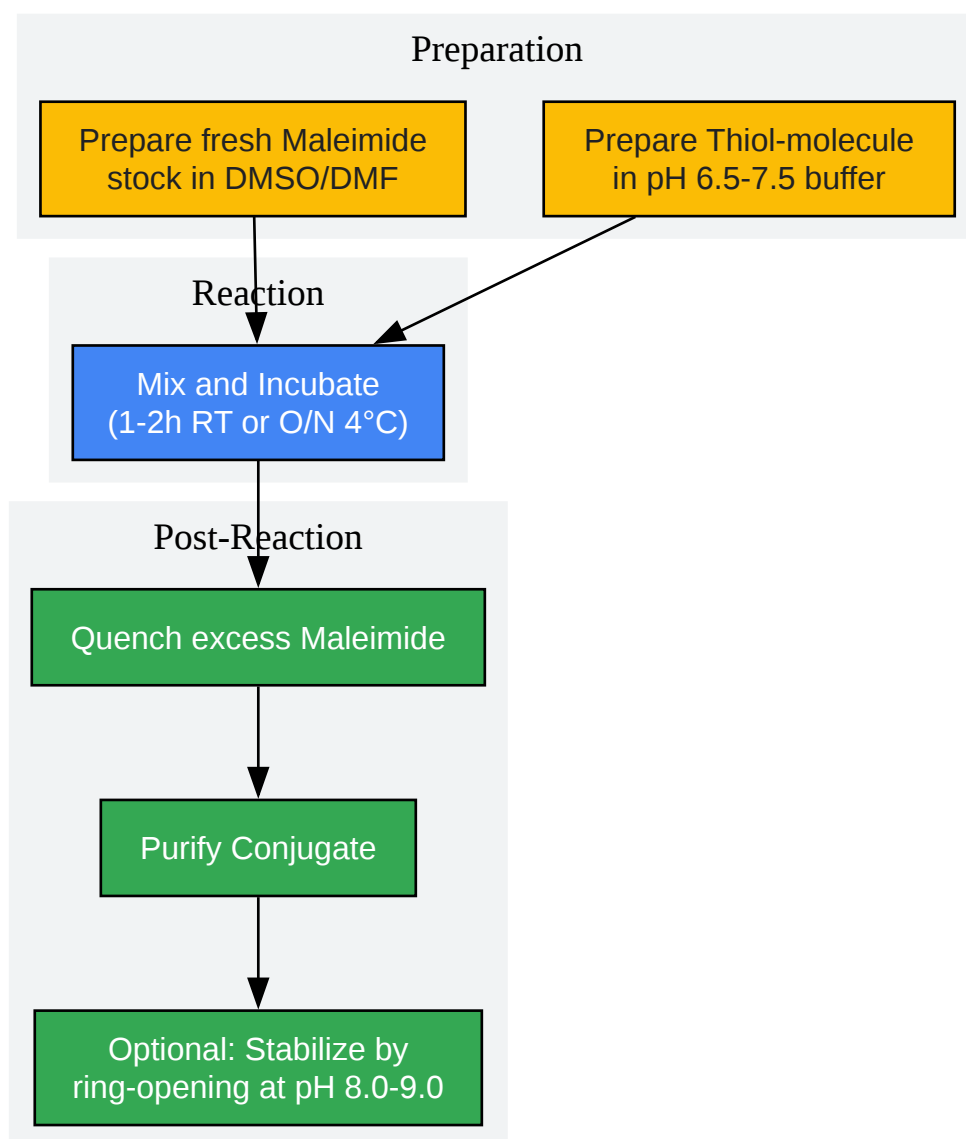 Preparation
Prepare fresh Maleimide
stock in DMSO/DMF
Prepare Thiol-molecule
in pH 6.5-7.5 buffer
Reaction
Mix and Incubate
(1-2h RT or O/N 4°C)
Post-Reaction
Quench excess Maleimide
Purify Conjugate
Optional: Stabilize by
ring-opening at pH 8.0-9.0